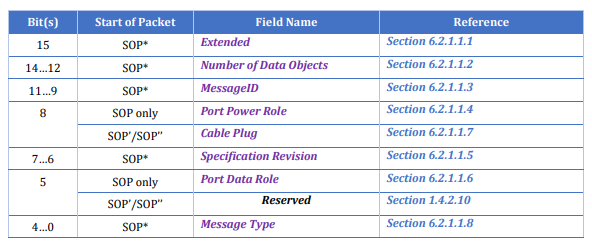 Bit(s) Start of Packet Field Name Reference
15 SOP* Extended Section 6.2.1.1.1
14…12 SOP* Number of Data Objects Section 6.2.1.1.2
11…9 SOP* MessageID Section 6.2.1.1.3
8 SOP only Port Power Role Section 6.2.1.1.4
SOP’/SOP” Cable Plug Section 6.2.1.1.7
7…6 SOP* Specification Revision Section 6.2.1.1.5
5 SOP only Port Data Role Section 6.2.1.1.6
SOP’/SOP” Reserved Section 1.4.2.10
4…0 SOP* Message Type Section 6.2.1.1.8